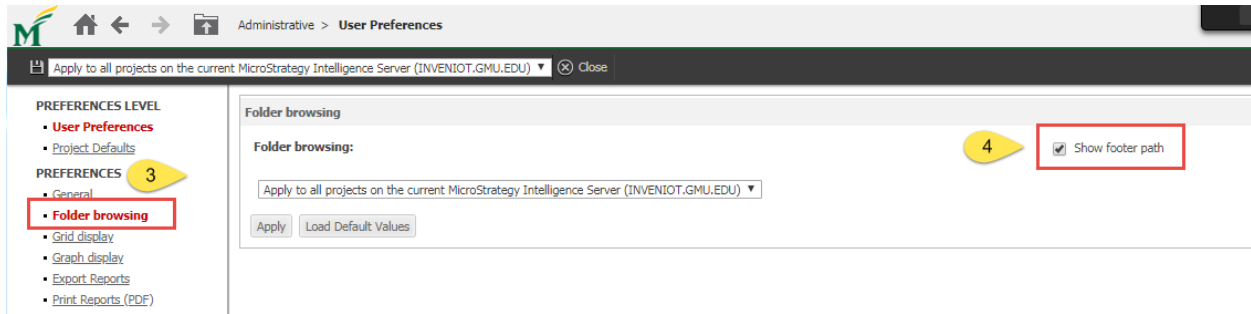 M
Administrative > User Preferences
Apply to all projects on the current MicroStrategy Intelligence Server (INVENIOT.GMU.EDU) ▼ Close
PREFERENCES LEVEL
User Preferences
Project Defaults
PREFERENCES
3
General
Folder browsing
Grid display
Graph display
Export Reports
Print Reports (PDF)
Folder browsing
Folder browsing:
4
Show footer path
Apply to all projects on the current MicroStrategy Intelligence Server (INVENIOT.GMU.EDU) ▼
Apply Load Default Values